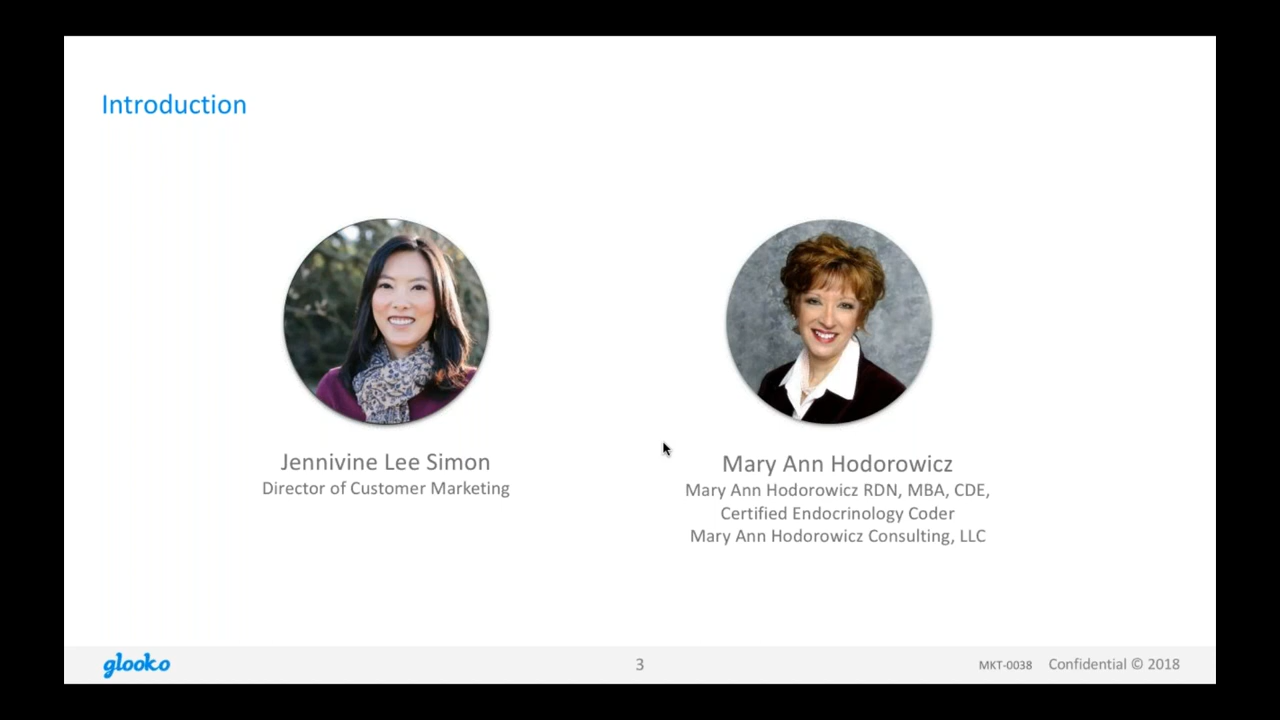 Introduction
Jennivine Lee Simon
Director of Customer Marketing
Mary Ann Hodorowicz
Mary Ann Hodorowicz RDN, MBA, CDE,
Certified Endocrinology Coder
Mary Ann Hodorowicz Consulting, LLC
glooko
3
MKT-0038 Confidential © 2018